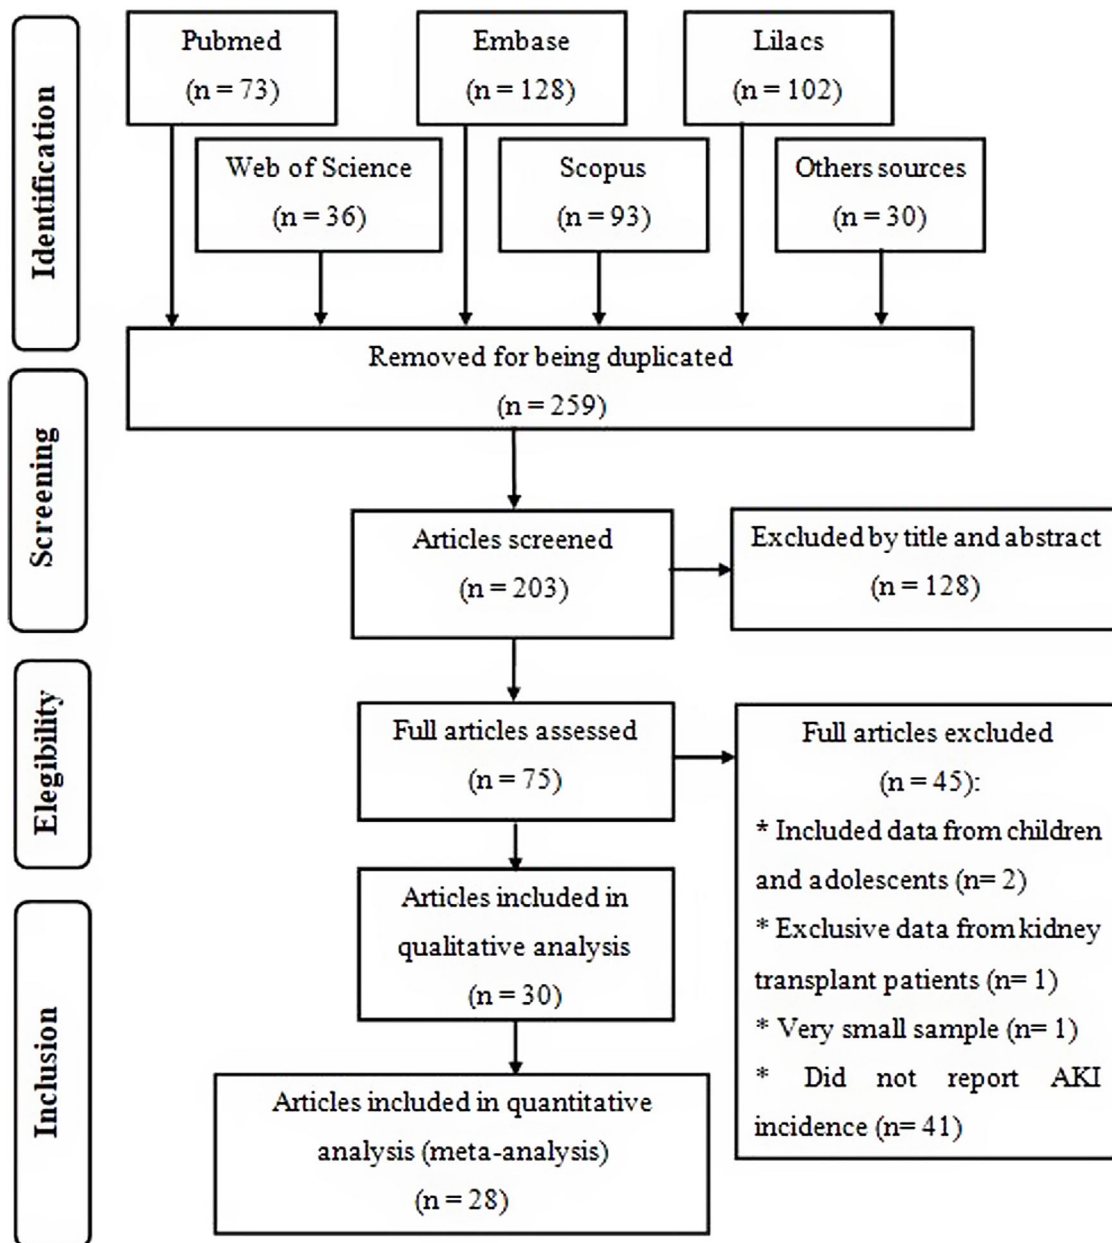 Identification
Pubmed
(n = 73)
Embase
(n = 128)
Lilacs
(n = 102)
Web of Science
(n = 36)
Scopus
(n = 93)
Others sources
(n = 30)
Removed for being duplicated
(n = 259)
Screening
Articles screened
(n = 203)
Excluded by title and abstract
(n = 128)
Elegibility
Full articles assessed
(n = 75)
Full articles excluded
(n = 45):
* Included data from children
and adolescents (n= 2)
* Exclusive data from kidney
transplant patients (n= 1)
* Very small sample (n= 1)
* Did not report AKI
incidence (n= 41)
Inclusion
Articles included in
qualitative analysis
(n = 30)
Articles included in quantitative
analysis (meta-analysis)
(n = 28)